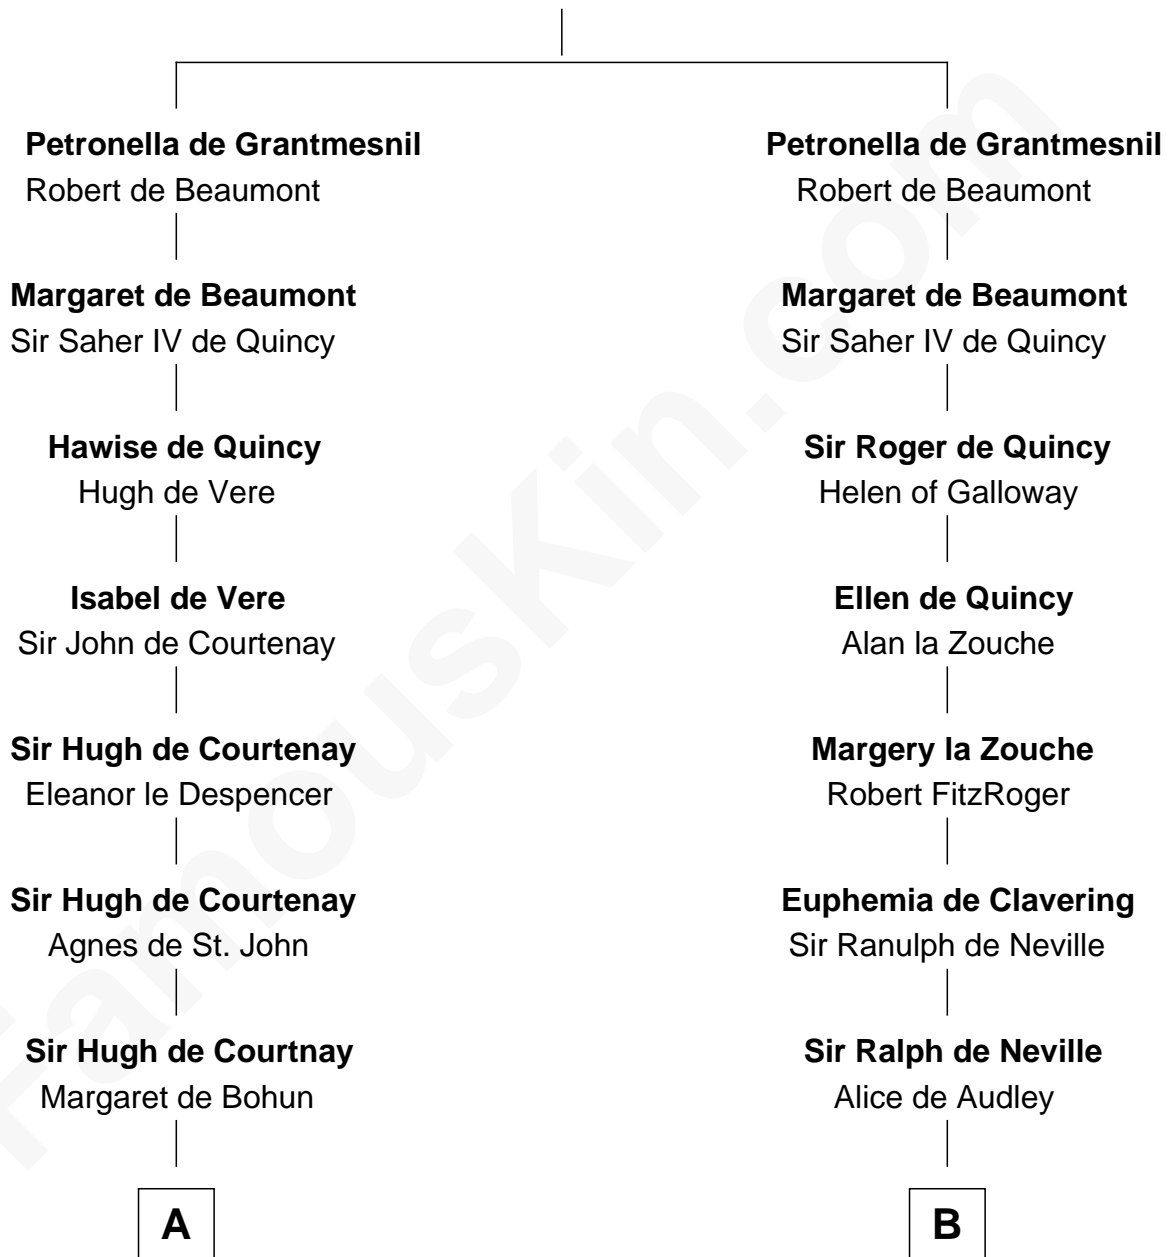 Petronella de Grantmesnil
Robert de Beaumont
Margaret de Beaumont
Sir Saher IV de Quincy
Hawise de Quincy
Hugh de Vere
Isabel de Vere
Sir John de Courtenay
Sir Hugh de Courtenay
Eleanor le Despencer
Sir Hugh de Courtenay
Agnes de St. John
Sir Hugh de Courtnay
Margaret de Bohun
A
Petronella de Grantmesnil
Robert de Beaumont
Margaret de Beaumont
Sir Saher IV de Quincy
Sir Roger de Quincy
Helen of Galloway
Ellen de Quincy
Alan la Zouche
Margery la Zouche
Robert FitzRoger
Euphemia de Clavering
Sir Ranulph de Neville
Sir Ralph de Neville
Alice de Audley
B
FamousKin.com